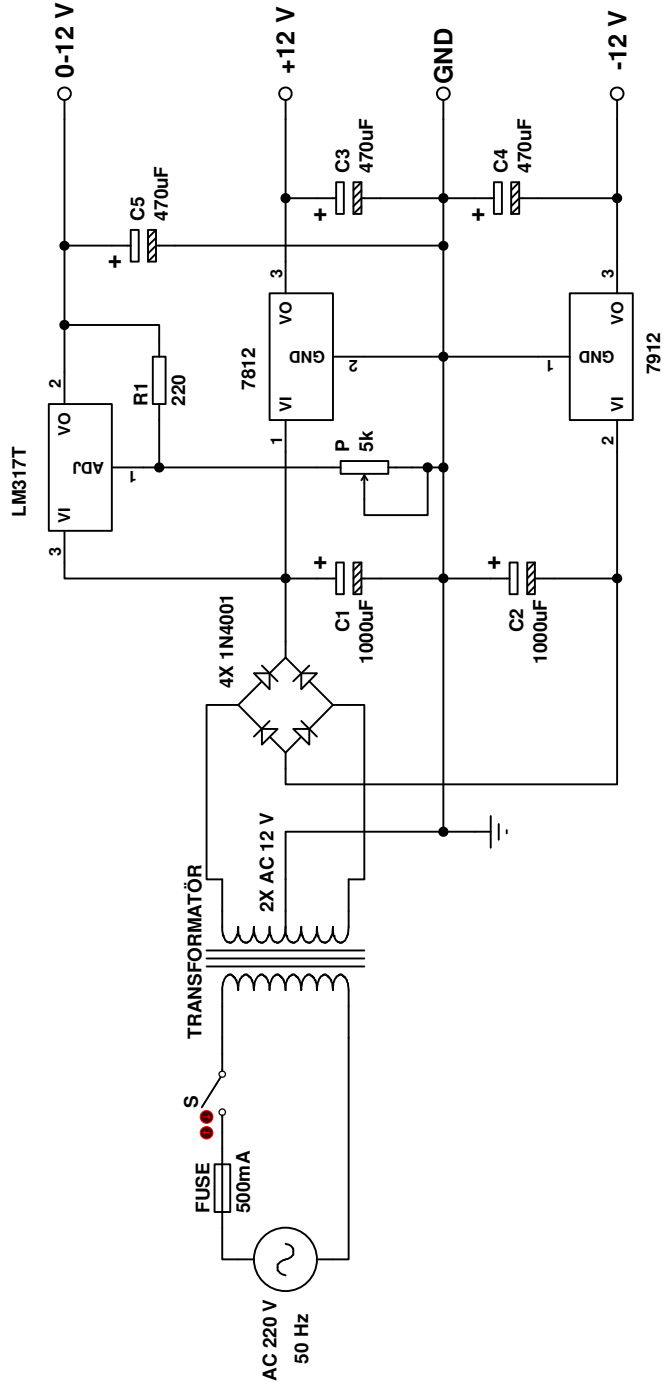 AC 220 V
50 Hz
FUSE
500mA
S
TRANSFORMATÖR
2X AC 12 V
4X 1N4001
LM317T
VI
VO
ADJ
3
2
1
R1
220
C5
470uF
+
0-12 V
7812
VI
VO
GND
1
3
2
P
5k
+
C1
1000uF
+
C3
470uF
+12 V
GND
+
C2
1000uF
+
C4
470uF
7912
VI
VO
GND
2
3
1
-12 V